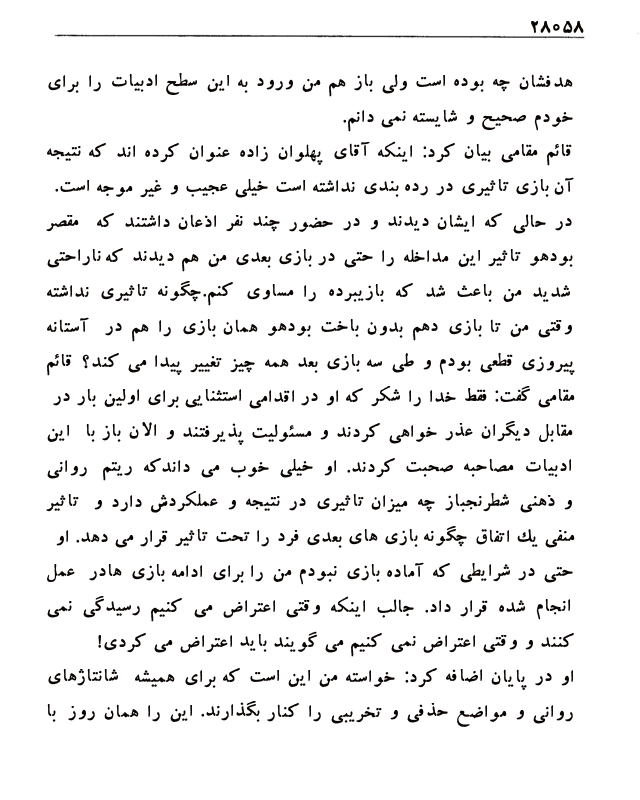 ۲۸۰۵۸
هدفشان چه بوده است ولی باز هم من ورود به این سطح ادبیات را برای
خودم صحیح و شایسته نمی دانم.
قائم مقامی بیان کرد: اینکه آقای پهلوان زاده عنوان کرده اند که نتیجه
آن بازی تاثیری در رده بندی نداشته است خیلی عجیب و غیر موجه است.
در حالی که ایشان دیدند و در حضور چند نفر اذعان داشتند که مقصر
بودهو تاثیر این مداخله را حتی در بازی بعدی من هم دیدند که ناراحتی
شدید من باعث شد که بازیبرده را مساوی کنم.چگونه تاثیری نداشته
وقتی من تا بازی دهم بدون باخت بودهو همان بازی را هم در آستانه
پیروزی قطعی بودم و طی سه بازی بعد همه چیز تغییر پیدا می کند؟ قائم
مقامی گفت: فقط خدا را شکر که او در اقدامی استثنایی برای اولین بار در
مقابل دیگران عذر خواهی کردند و مسئولیت پذیرفتند و الان باز با این
ادبیات مصاحبه صحبت کردند. او خیلی خوب می داندکه ریتم روانی
و ذهنی شطرنجباز چه میزان تاثیری در نتیجه و عملکردش دارد و تاثیر
منفی یك اتفاق چگونه بازی های بعدی فرد را تحت تاثیر قرار می دهد. او
حتی در شرایطی که آماده بازی نبودم من را برای ادامه بازی هادر عمل
انجام شده قرار داد. جالب اینکه وقتی اعتراض می کنیم رسیدگی نمی
کنند و وقتی اعتراض نمی کنیم می گویند باید اعتراض می کردی!
او در پایان اضافه کرد: خواسته من این است که برای همیشه شانتاژهای
روانی و مواضع حذفی و تخریبی را کنار بگذارند. این را همان روز با